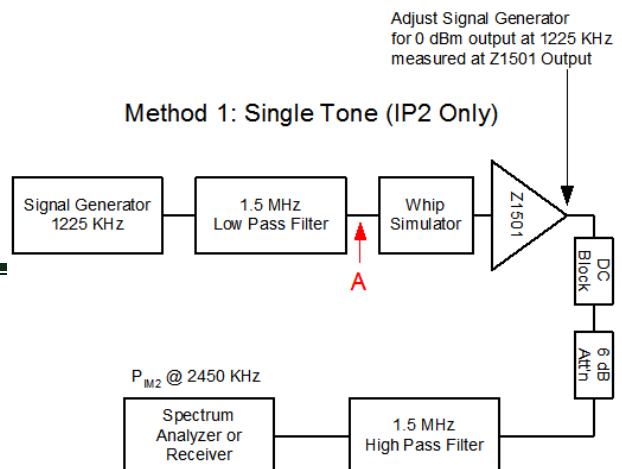 Adjust Signal Generator
for 0 dBm output at 1225 KHz
measured at Z1501 Output
Method 1: Single Tone (IP2 Only)
Signal Generator
1225 KHz
1.5 MHz
Low Pass Filter
Whip
Simulator
Z1501
A
DC
Block
6 dB
Att'n
P IM2 @ 2450 KHz
Spectrum
Analyzer or
Receiver
1.5 MHz
High Pass Filter